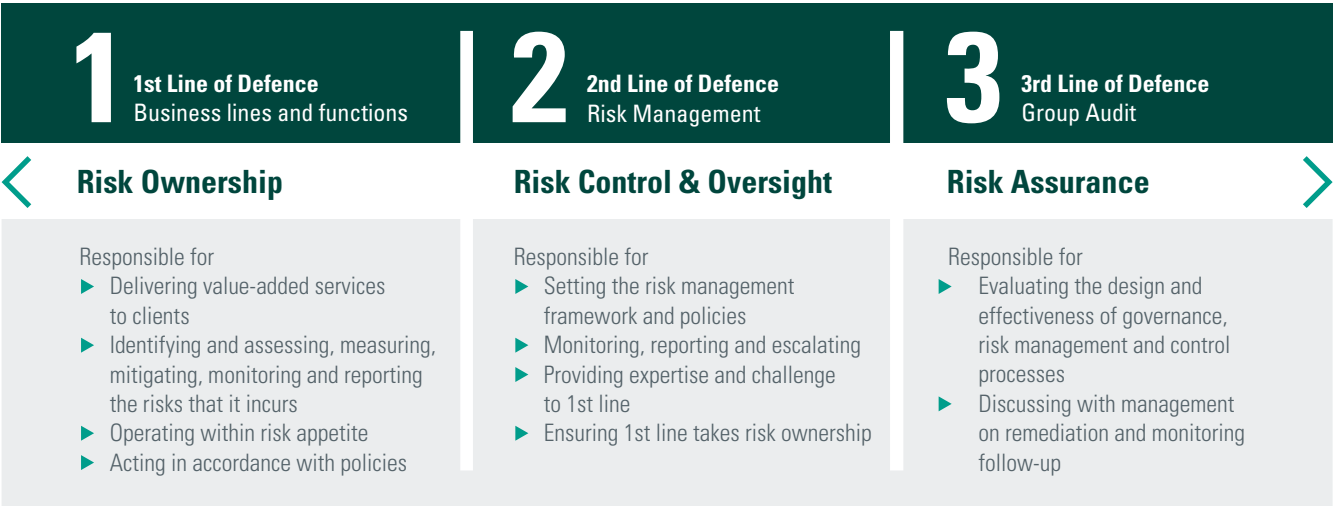 1
1st Line of Defence
Business lines and functions
Risk Ownership
Responsible for
▶ Delivering value-added services
to clients
▶ Identifying and assessing, measuring,
mitigating, monitoring and reporting
the risks that it incurs
▶ Operating within risk appetite
▶ Acting in accordance with policies
2
2nd Line of Defence
Risk Management
Risk Control & Oversight
Responsible for
▶ Setting the risk management
framework and policies
▶ Monitoring, reporting and escalating
▶ Providing expertise and challenge
to 1st line
▶ Ensuring 1st line takes risk ownership
3
3rd Line of Defence
Group Audit
Risk Assurance
Responsible for
▶ Evaluating the design and
effectiveness of governance,
risk management and control
processes
▶ Discussing with management
on remediation and monitoring
follow-up